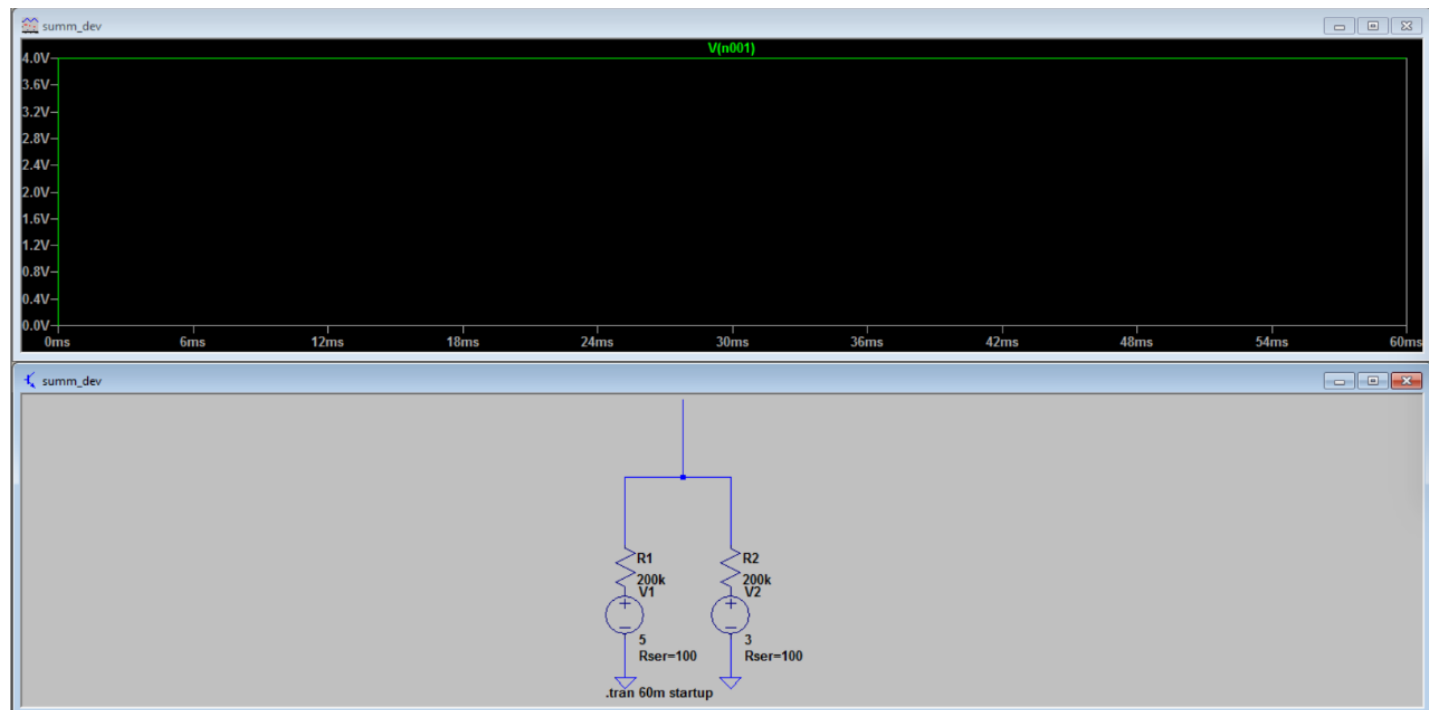 summ_dev
V(n001)
4.0V
3.6V
3.2V
2.8V
2.4V
2.0V
1.6V
1.2V
0.8V
0.4V
0.0V
0ms 6ms 12ms 18ms 24ms 30ms 36ms 42ms 48ms 54ms 60ms
summ_dev
R1 R2
200k 200k
V1 V2
5 3
Rser=100 Rser=100
.tran 60m startup